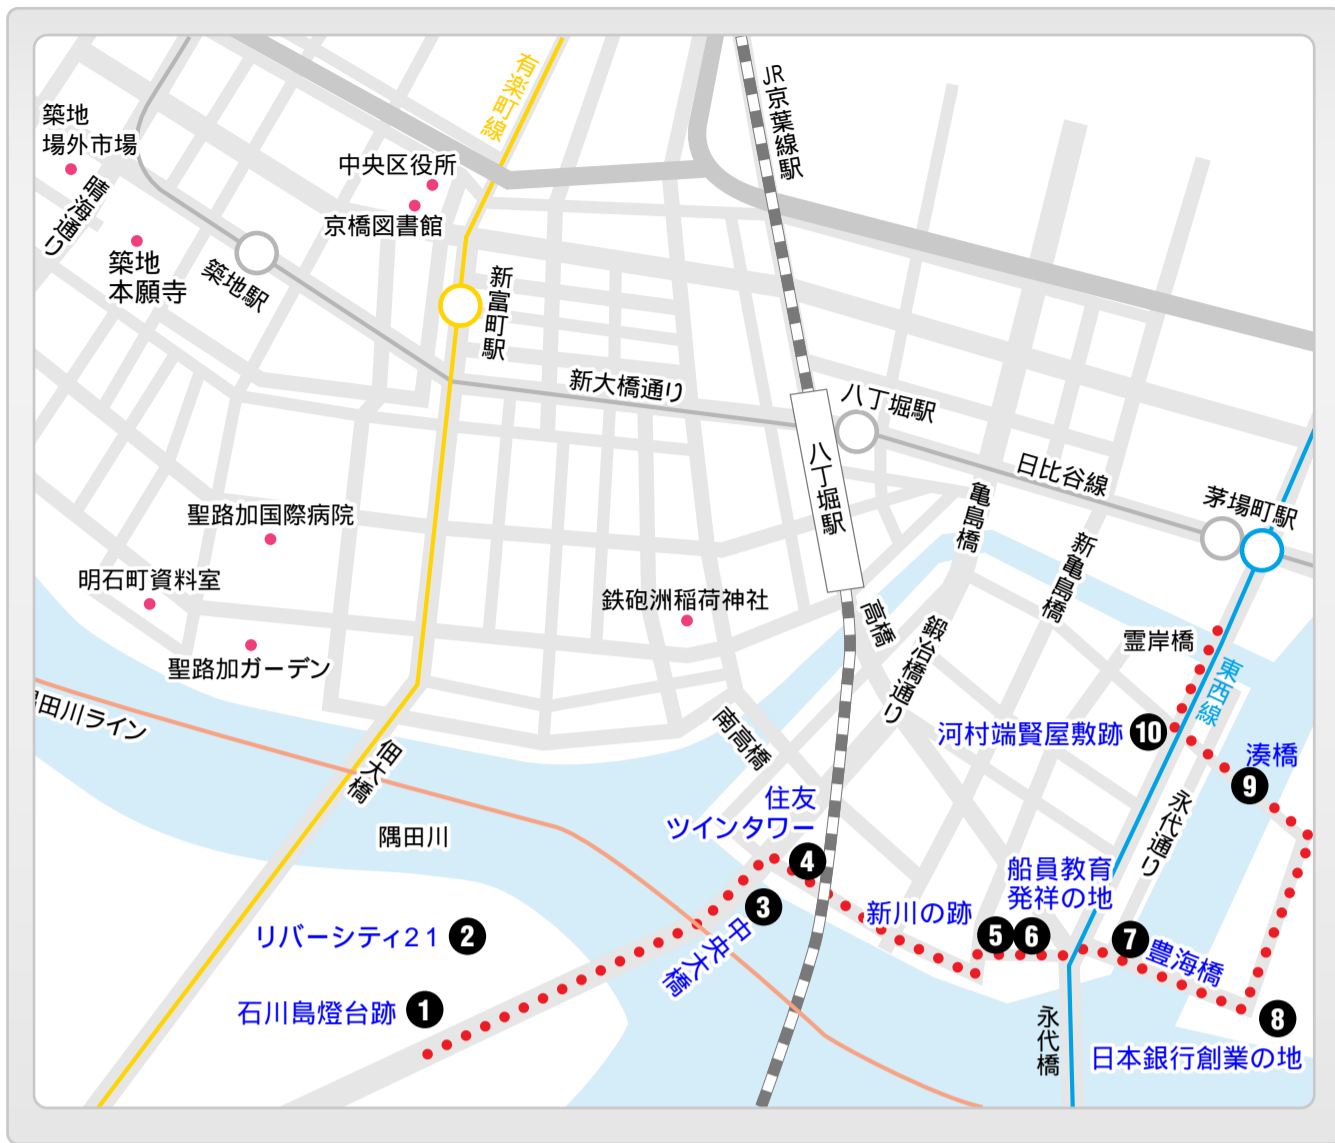 有楽町線
JR京葉線駅
築地
場外市場
中央区役所
晴海通り
京橋図書館
築地
本願寺
築地駅
新富町駅
新大橋通り
八丁堀駅
八丁堀駅
日比谷線
茅場町駅
亀島橋
新亀島橋
聖路加国際病院
明石町資料室
鉄砲洲稲荷神社
高橋
鍛冶橋通り
霊岸橋
聖路加ガーデン
東西線
田川ライン
南高橋
河村端賢屋敷跡 10
湊橋
9
佃大橋
住友
ツインタワー
4
永代通り
隅田川
船員教育
発祥の地
新川の跡
5 6
7 豊海橋
3
中央大橋
リバーシティ21 2
石川島燈台跡 1
8
永代橋
日本銀行創業の地